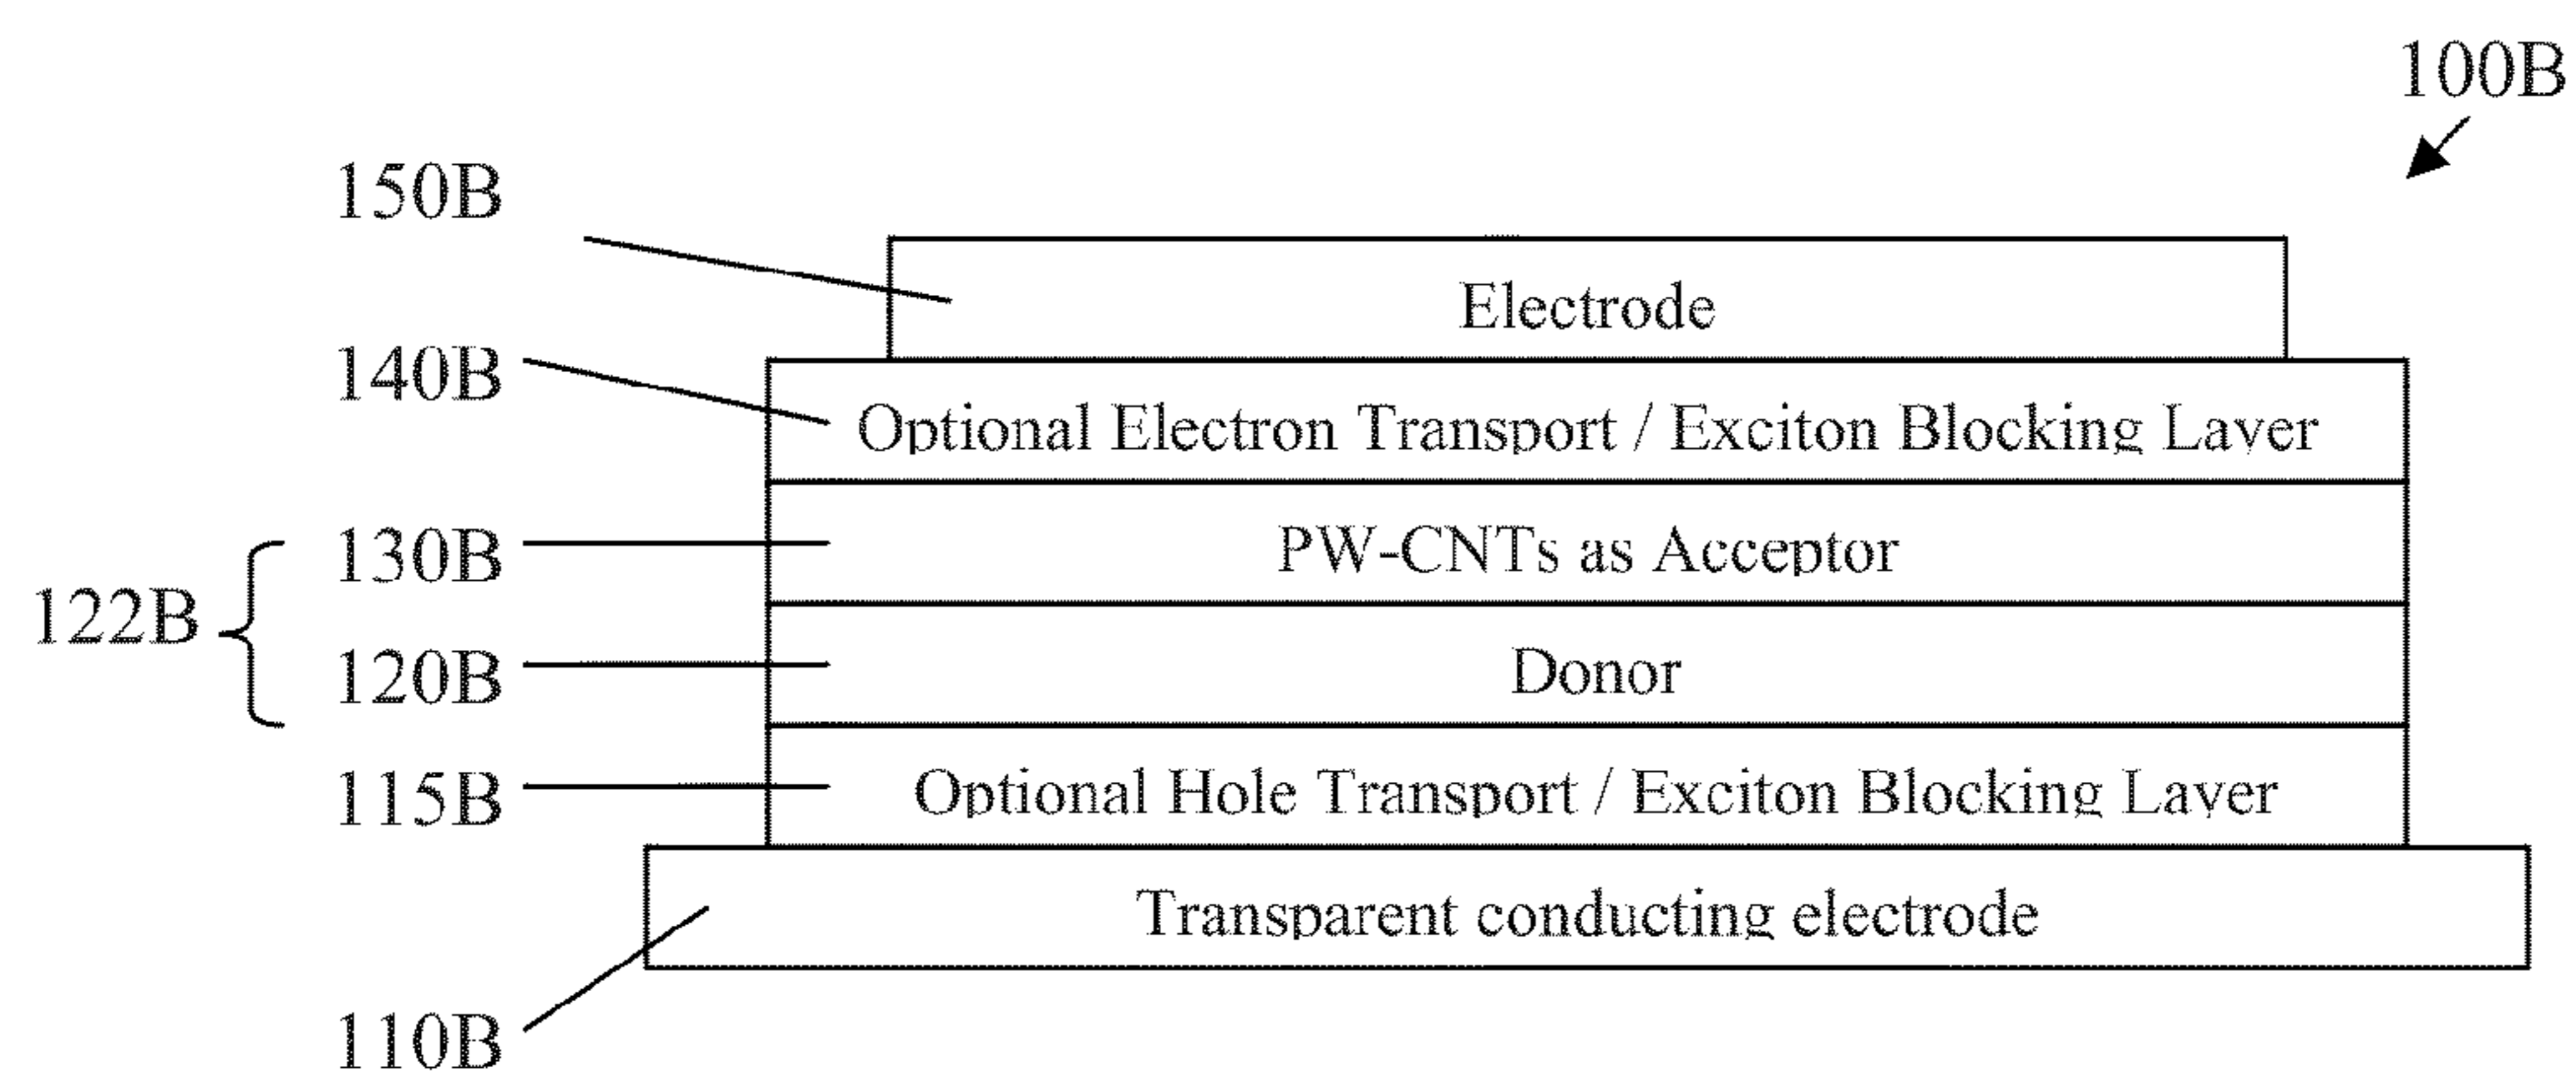 100B
150B
Electrode
140B
Optional Electron Transport / Exciton Blocking Layer
130B
PW-CNTs as Acceptor
122B
120B
Donor
115B
Optional Hole Transport / Exciton Blocking Layer
Transparent conducting electrode
110B